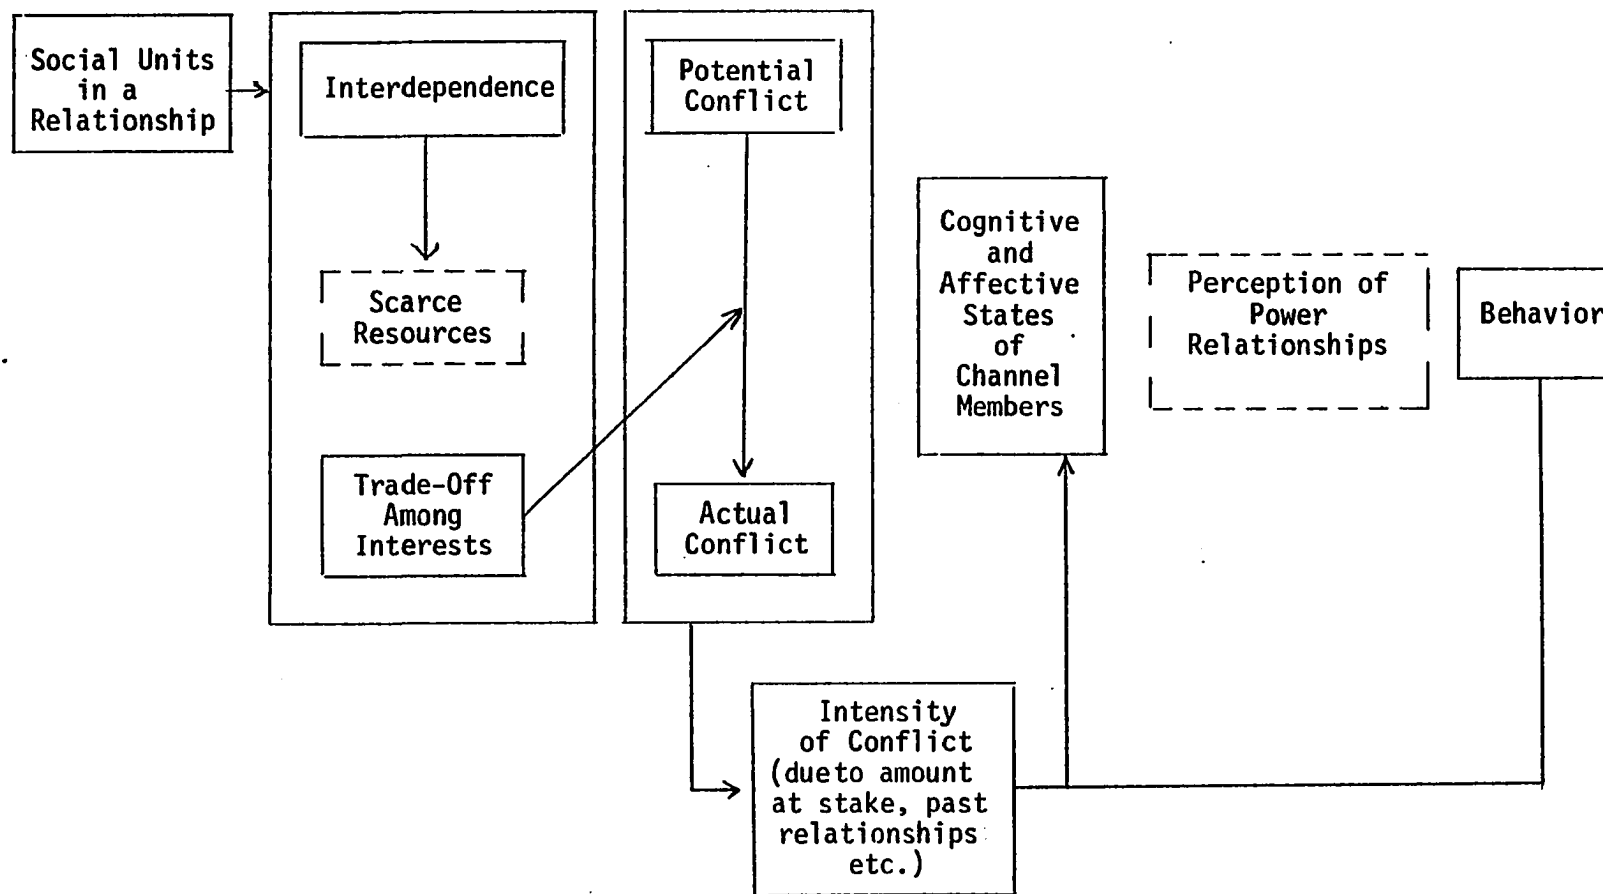 Social Units
in a
Relationship
Interdependence
Scarce
Resources
Trade-Off
Among
Interests
Potential
Conflict
Actual
Conflict
Intensity
of Conflict
(dueto amount
at stake, past
relationships
etc.)
Cognitive
and
Affective
States
of
Channel
Members
Perception of
Power
Relationships
Behavior